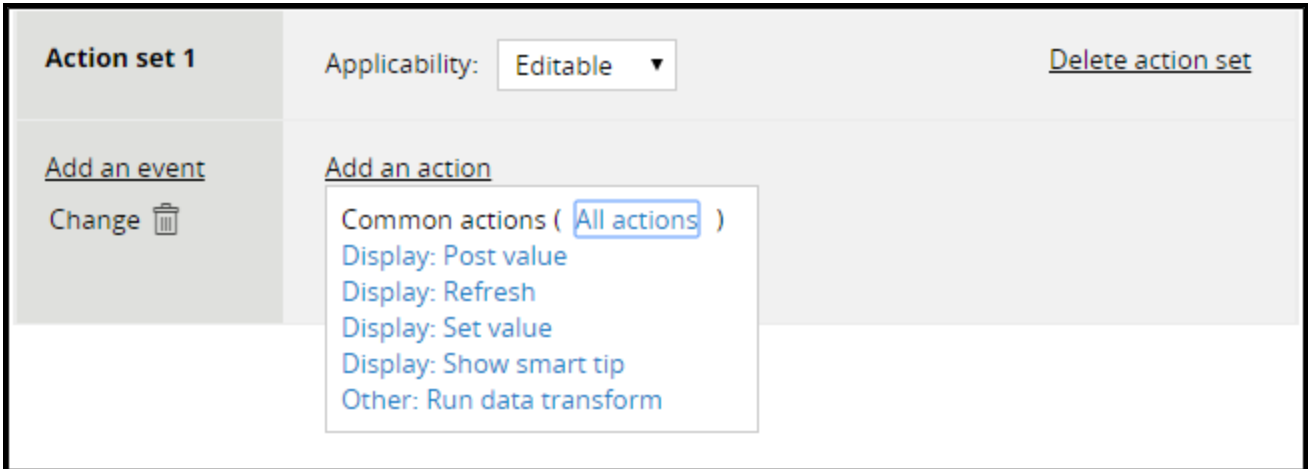 Action set 1
Applicability: Editable
Delete action set
Add an event
Add an action
Change
Common actions ( All actions )
Display: Post value
Display: Refresh
Display: Set value
Display: Show smart tip
Other: Run data transform